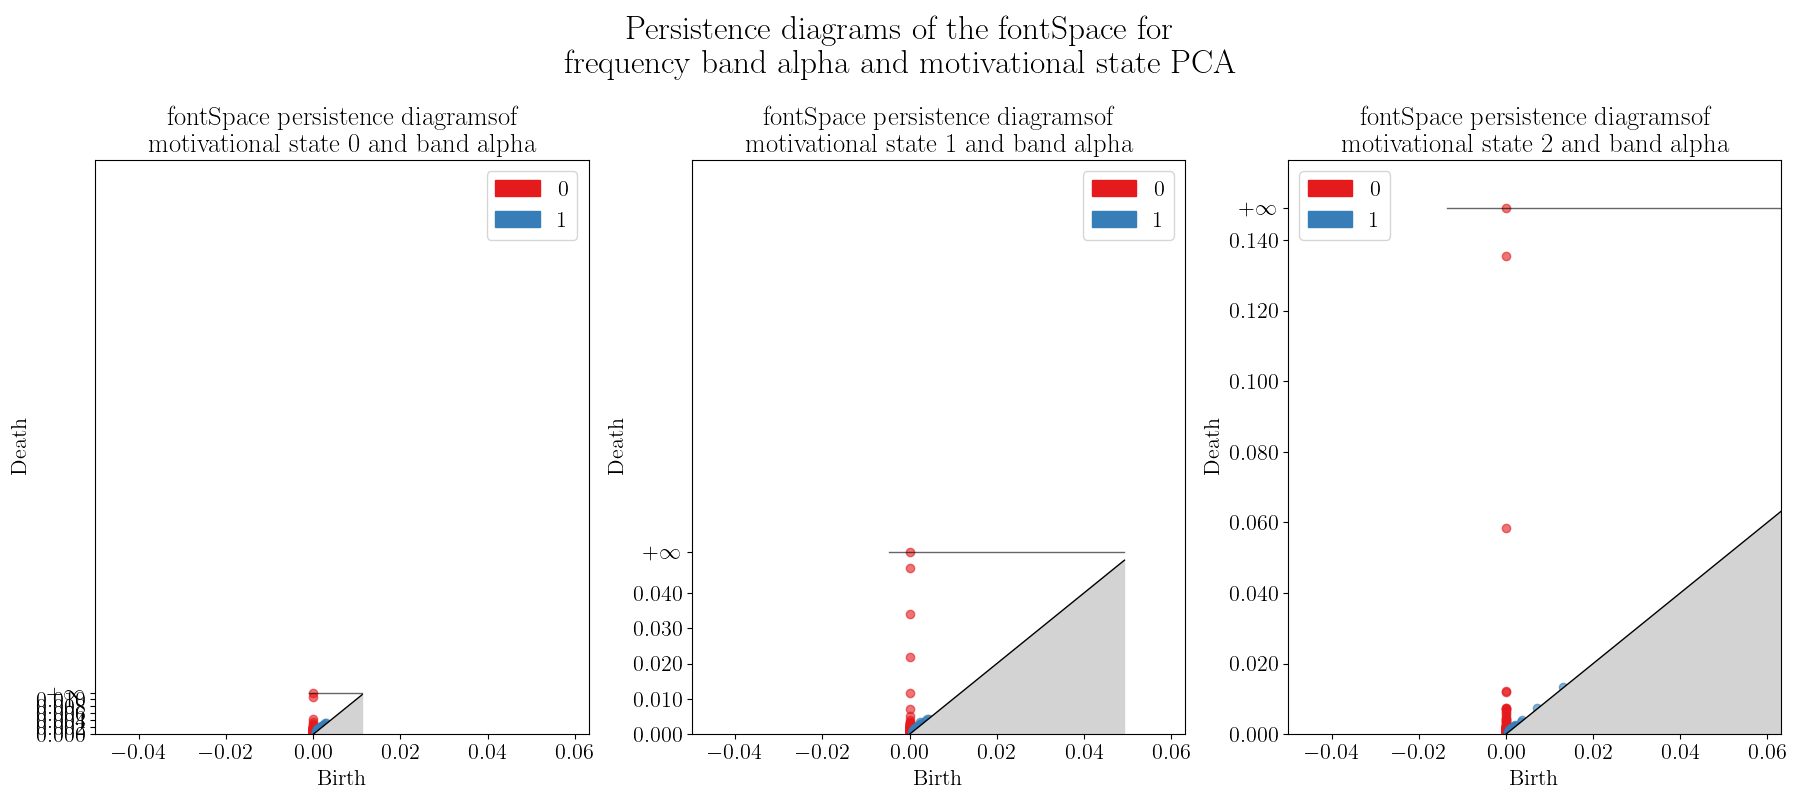 Persistence diagrams of the fontSpace for
frequency band alpha and motivational state PCA
fontSpace persistence diagramsof
motivational state 0 and band alpha
0
1
Death
0.000
−0.04
−0.02
0.00
0.02
0.04
0.06
Birth
fontSpace persistence diagramsof
motivational state 1 and band alpha
0
1
Death
+∞
0.040
0.030
0.020
0.010
0.000
−0.04
−0.02
0.00
0.02
0.04
0.06
Birth
fontSpace persistence diagramsof
motivational state 2 and band alpha
0
1
Death
+∞
0.140
0.120
0.100
0.080
0.060
0.040
0.020
0.000
−0.04
−0.02
0.00
0.02
0.04
0.06
Birth